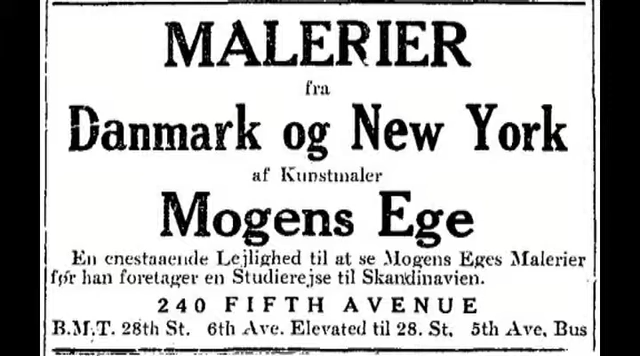 MALERIER
fra
Danmark og New York
af Kunstmaler
Mogens Ege
En enestaaende Lejlighed til at se Mogens Eges Malerier
før han foretager en Studierejse til Skandinavien.
240 FIFTH AVENUE
B.M.T. 28th St. 6th Ave. Elevated til 28. St. 5th Ave. Bus